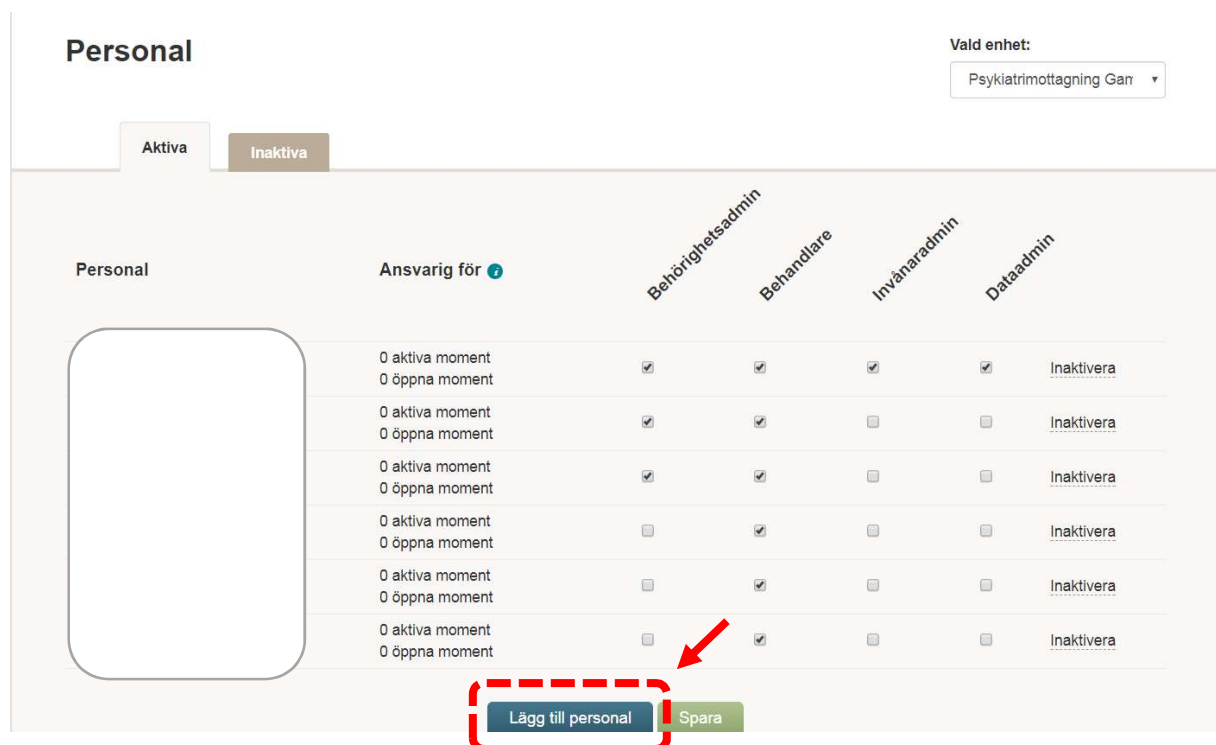 Personal
Vald enhet:
Psykiatrimottagning Gam
Aktiva
Inaktiva
Personal
Ansvarig för
Behörighetsadmin
Behandlare
Invånaradmin
Dataadmin
0 aktiva moment
0 öppna moment
Inaktivera
0 aktiva moment
0 öppna moment
Inaktivera
0 aktiva moment
0 öppna moment
Inaktivera
0 aktiva moment
0 öppna moment
Inaktivera
0 aktiva moment
0 öppna moment
Inaktivera
0 aktiva moment
0 öppna moment
Inaktivera
Lägg till personal
Spara